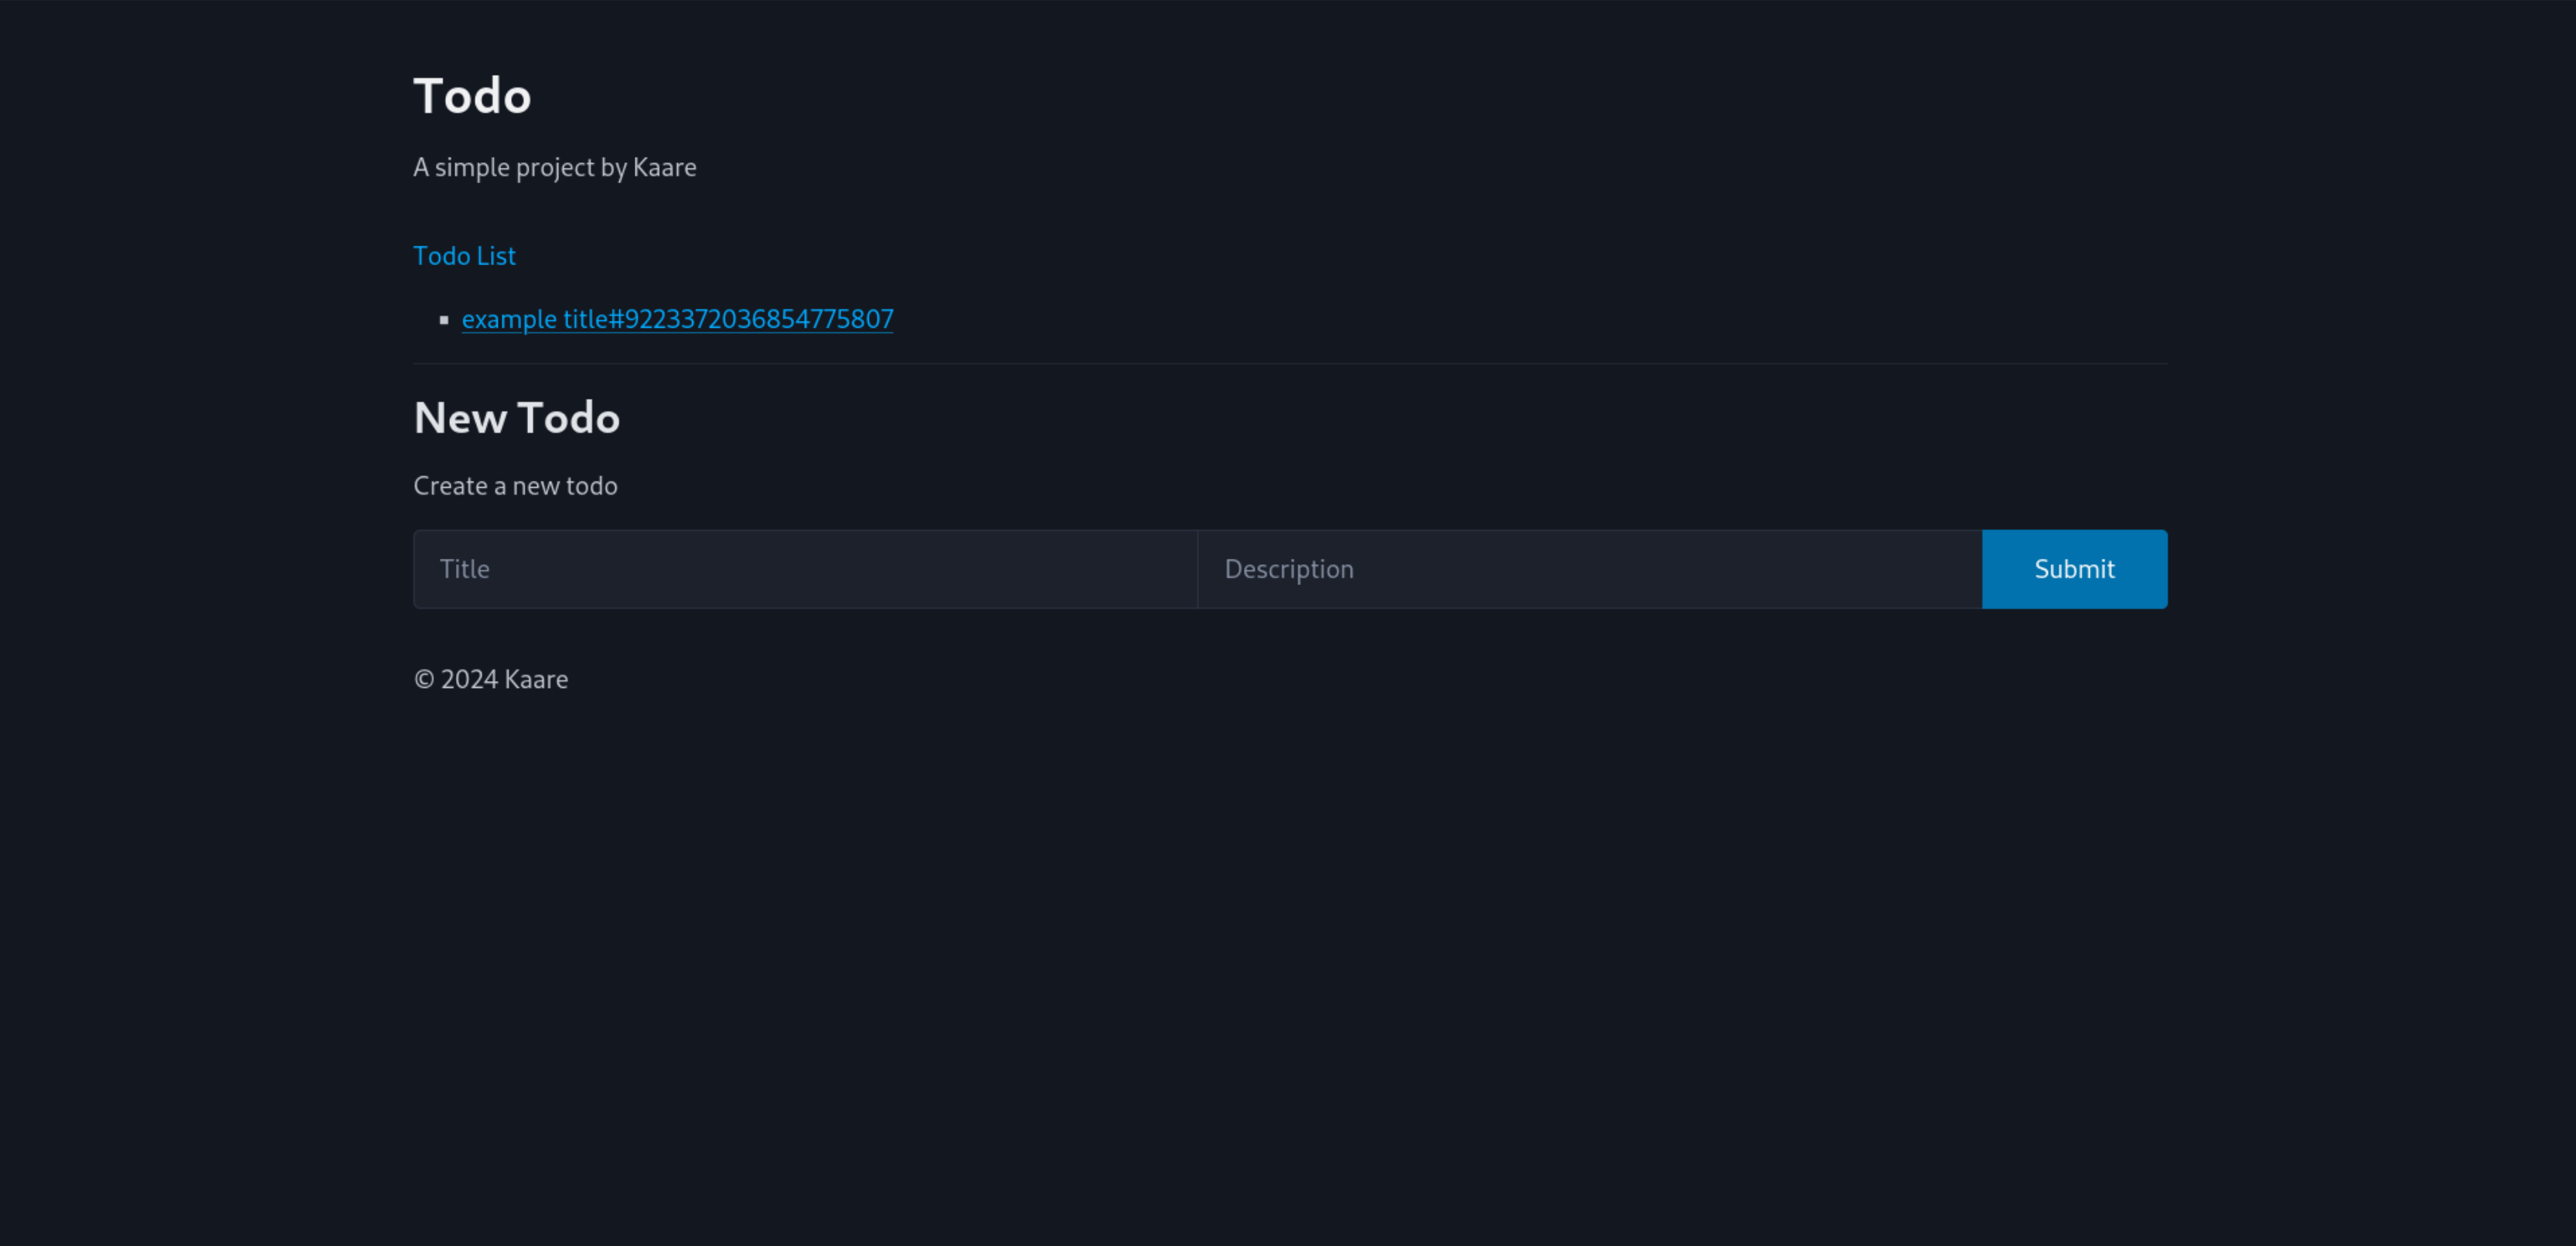 Todo
A simple project by Kaare
Todo List
example title#9223372036854775807
New Todo
Create a new todo
Title Description Submit
© 2024 Kaare